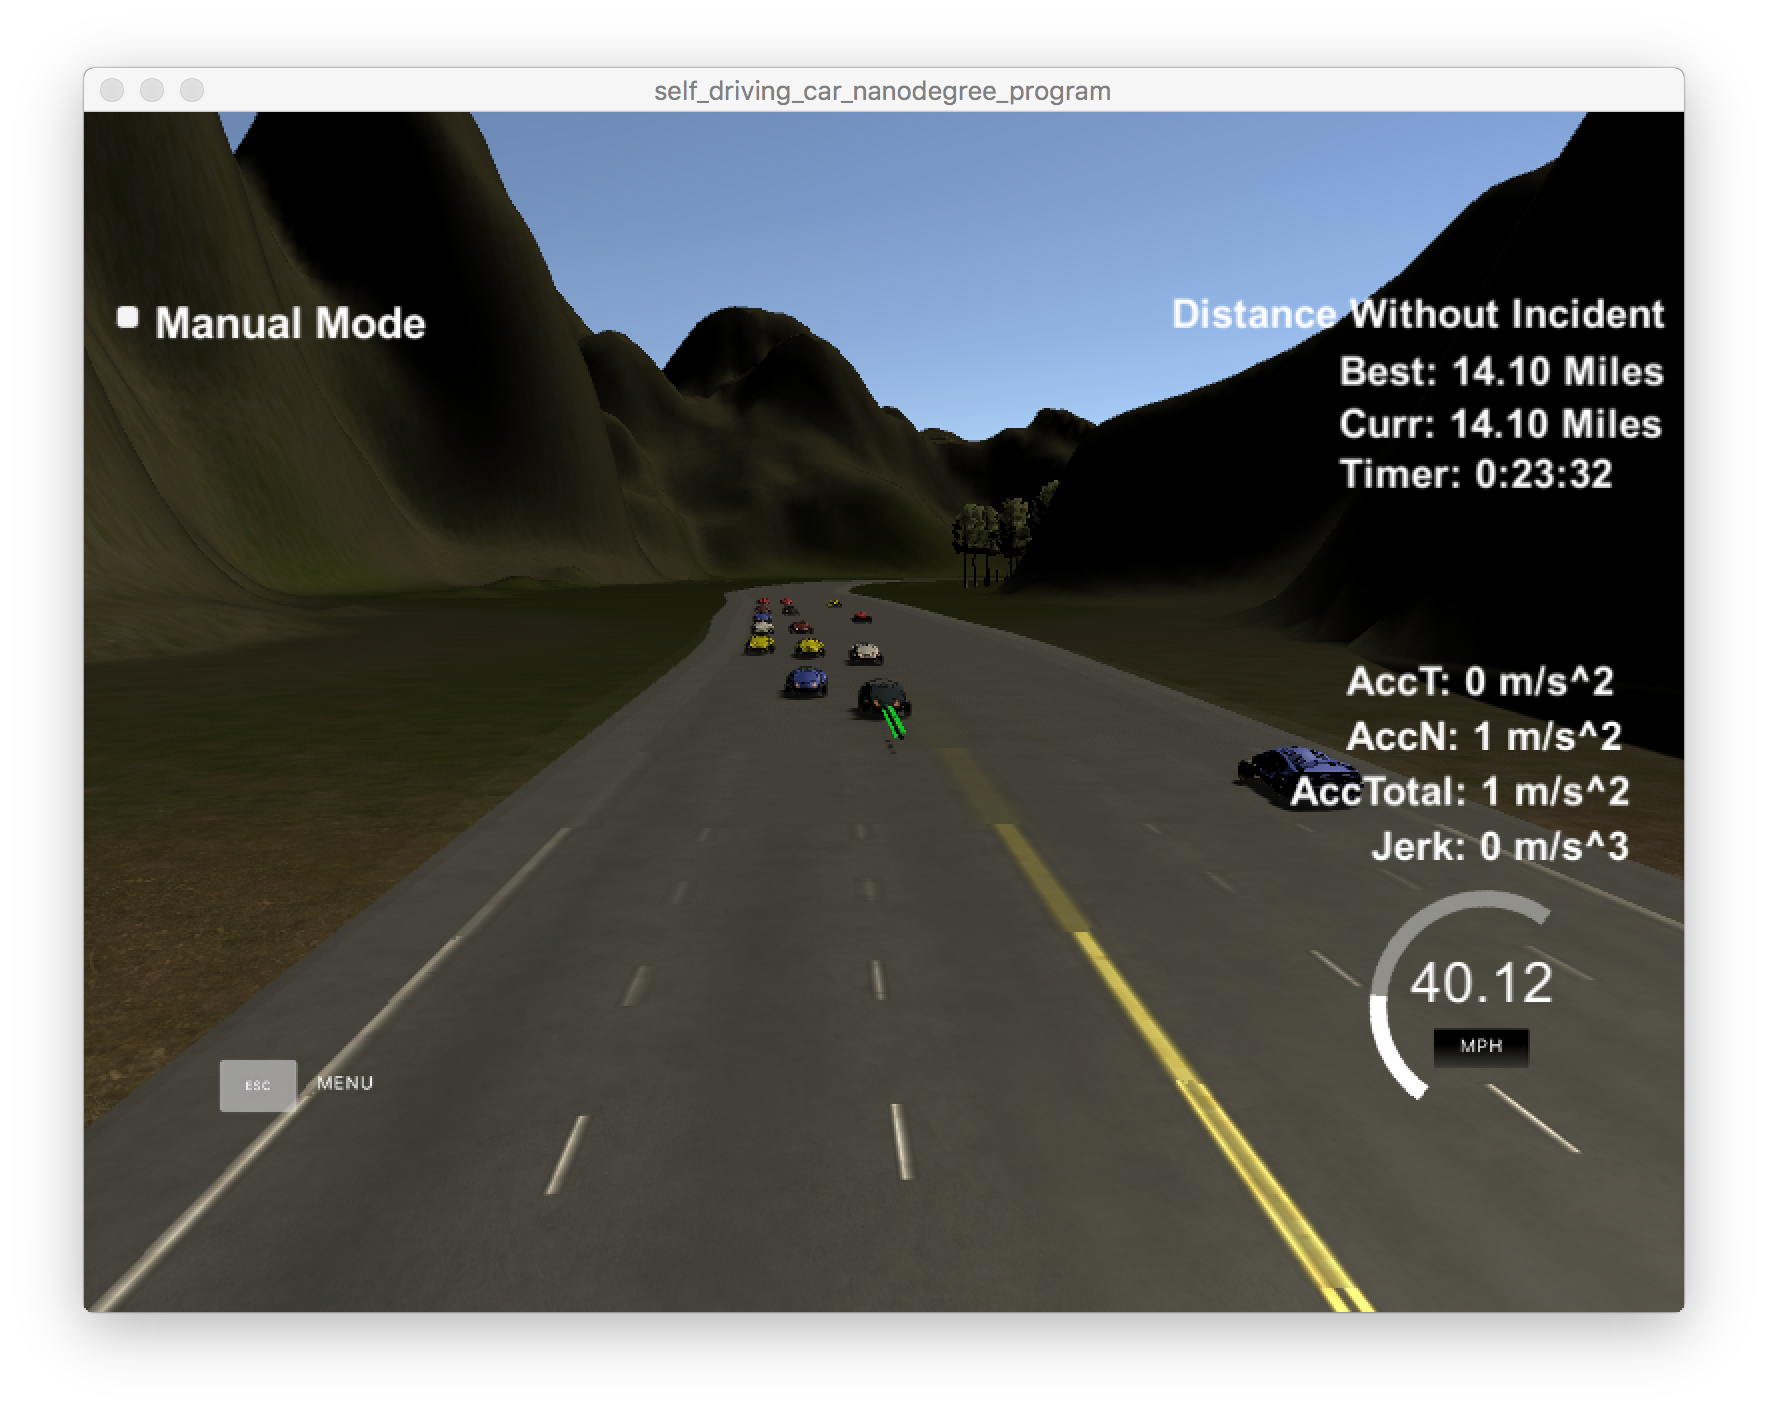 self_driving_car_nanodegree_program
Manual Mode
Distance Without Incident
Best: 14.10 Miles
Curr: 14.10 Miles
Timer: 0:23:32
AccT: 0 m/s^2
AccN: 1 m/s^2
AccTotal: 1 m/s^2
Jerk: 0 m/s^3
40.12
MPH
ESC MENU